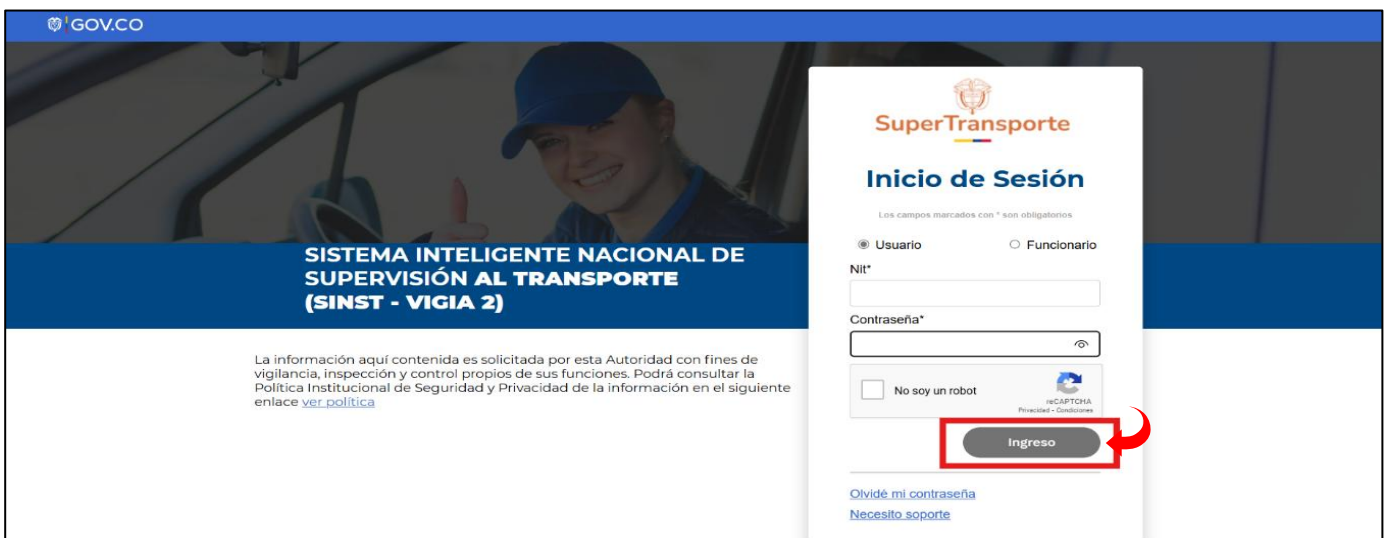 GOV.CO
SuperTransporte
Inicio de Sesión
Los campos marcados con * son obligatorios
Usuario
Funcionario
Nit*
Contraseña*
No soy un robot
reCAPTCHA
Privacidad - Condiciones
Ingreso
Olvidé mi contraseña
Necesito soporte
SISTEMA INTELIGENTE NACIONAL DE
SUPERVISIÓN AL TRANSPORTE
(SINST - VIGIA 2)
La información aquí contenida es solicitada por esta Autoridad con fines de
vigilancia, inspección y control propios de sus funciones. Podrá consultar la
Política Institucional de Seguridad y Privacidad de la información en el siguiente
enlace ver política